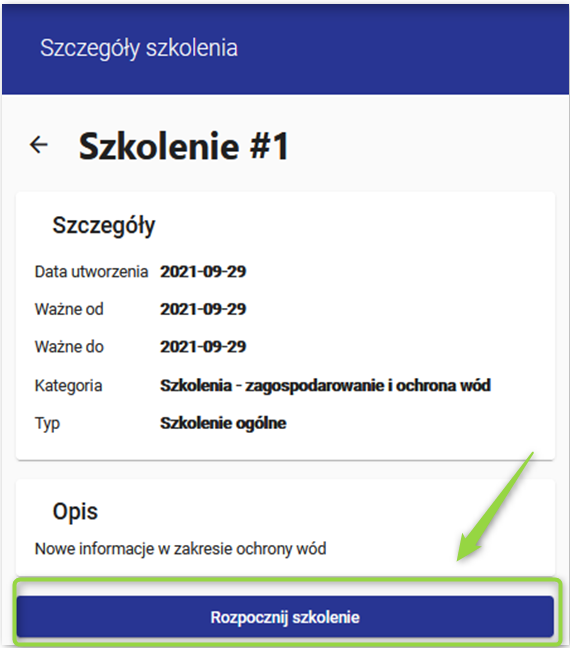 Szczegóły szkolenia
← Szkolenie #1
Szczegóły
Data utworzenia 2021-09-29
Ważne od 2021-09-29
Ważne do 2021-09-29
Kategoria Szkolenia - zagospodarowanie i ochrona wód
Typ Szkolenie ogólne
Opis
Nowe informacje w zakresie ochrony wód
Rozpocznij szkolenie